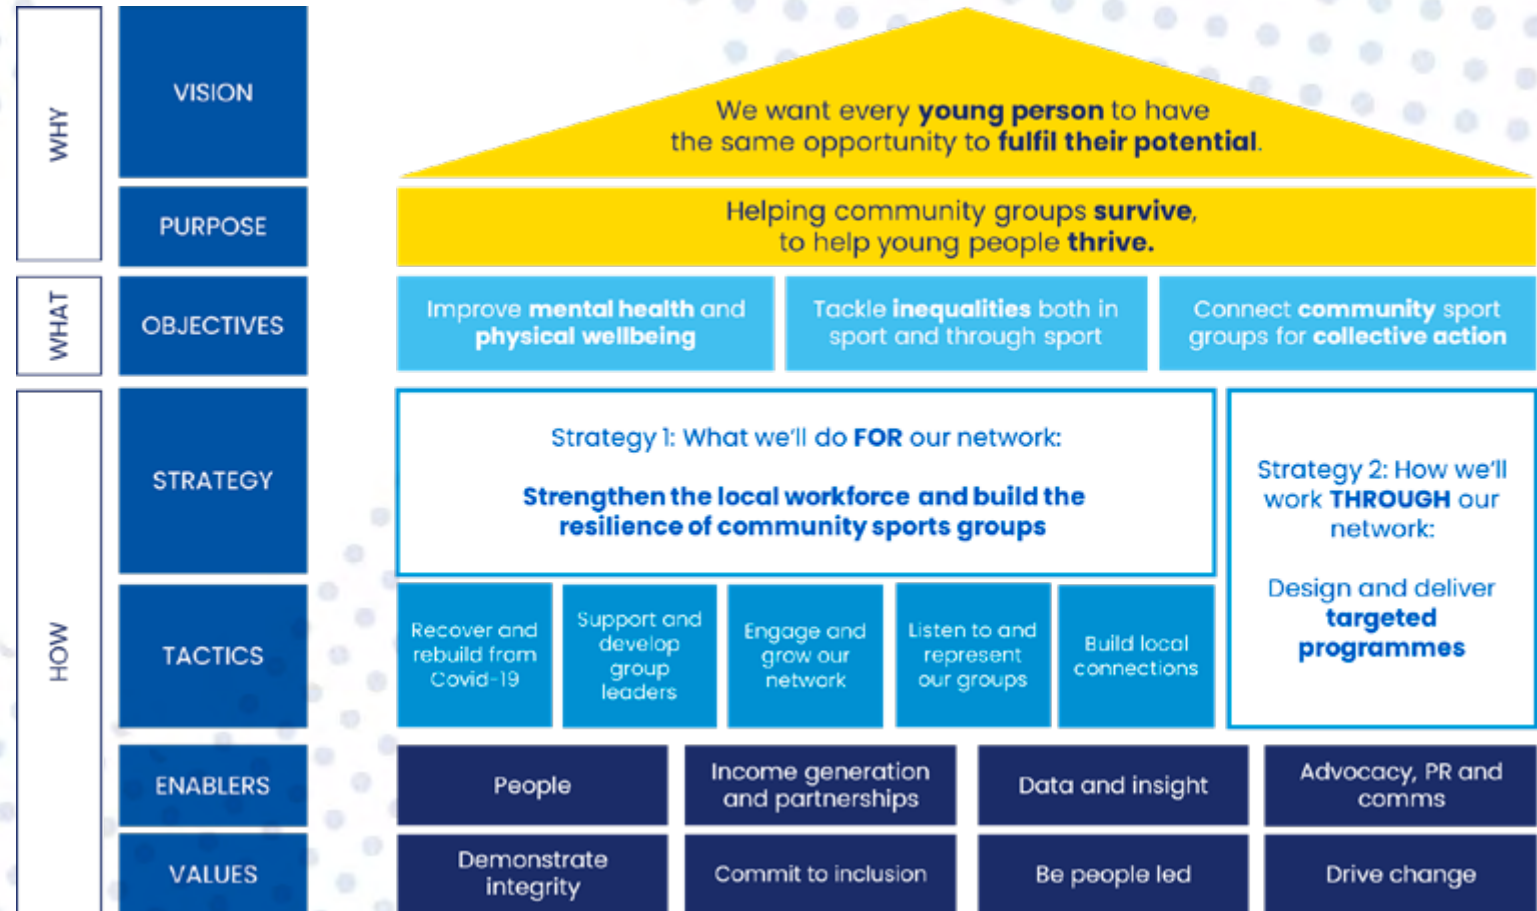 WHY
VISION
We want every young person to have
the same opportunity to fulfil their potential.
PURPOSE
Helping community groups survive,
to help young people thrive.
WHAT
OBJECTIVES
Improve mental health and
physical wellbeing
Tackle inequalities both in
sport and through sport
Connect community sport
groups for collective action
HOW
STRATEGY
Strategy 1: What we'll do FOR our network:
Strengthen the local workforce and build the
resilience of community sports groups
Strategy 2: How we'll
work THROUGH our
network:
Design and deliver
targeted
programmes
TACTICS
Recover and
rebuild from
Covid-19
Support and
develop
group
leaders
Engage and
grow our
network
Listen to and
represent
our groups
Build local
connections
ENABLERS
People
Income generation
and partnerships
Data and insight
Advocacy, PR and
comms
VALUES
Demonstrate
integrity
Commit to inclusion
Be people led
Drive change